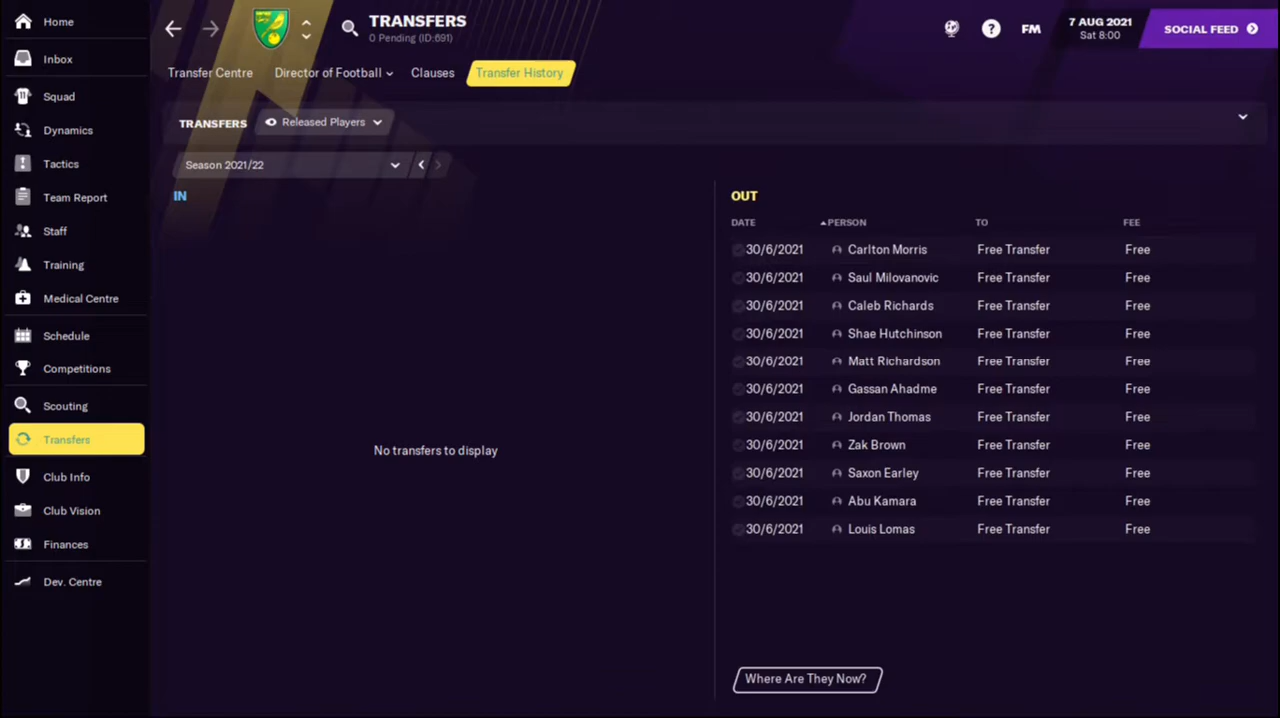 Home
Inbox
Squad
Dynamics
Tactics
Team Report
Staff
Training
Medical Centre
Schedule
Competitions
Scouting
Transfers
Club Info
Club Vision
Finances
Dev. Centre
TRANSFERS
0 Pending (ID:691)
FM
7 AUG 2021
Sat 8:00
SOCIAL FEED
Transfer Centre Director of Football Clauses Transfer History
TRANSFERS Released Players
Season 2021/22
IN
No transfers to display
OUT
DATE PERSON TO FEE
30/6/2021 Carlton Morris Free Transfer Free
30/6/2021 Saul Milovanovic Free Transfer Free
30/6/2021 Caleb Richards Free Transfer Free
30/6/2021 Shae Hutchinson Free Transfer Free
30/6/2021 Matt Richardson Free Transfer Free
30/6/2021 Gassan Ahadme Free Transfer Free
30/6/2021 Jordan Thomas Free Transfer Free
30/6/2021 Zak Brown Free Transfer Free
30/6/2021 Saxon Earley Free Transfer Free
30/6/2021 Abu Kamara Free Transfer Free
30/6/2021 Louis Lomas Free Transfer Free
Where Are They Now?